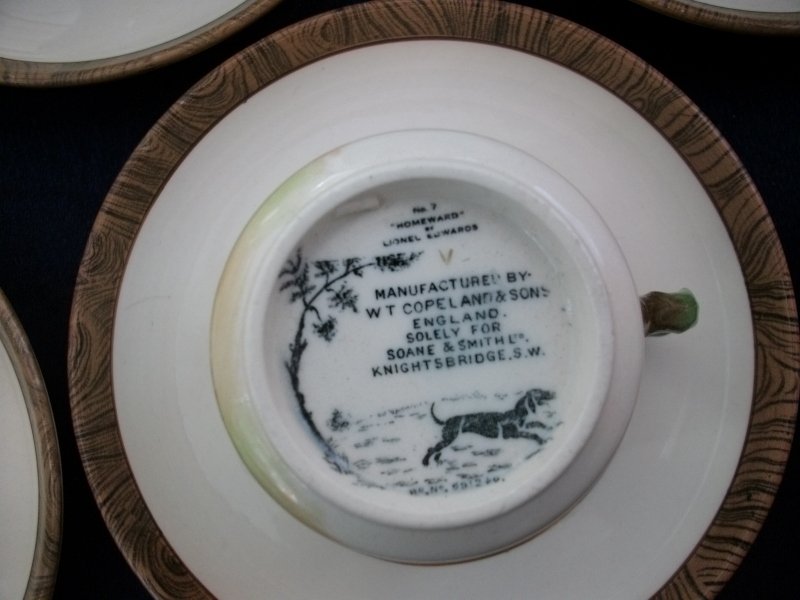 No. 7
"HOMEWARD"
BY
LIONEL EDWARDS
MANUFACTURED BY
W.T. COPELAND & SONS
ENGLAND.
SOLELY FOR
SOANE & SMITH LTD.
KNIGHTSBRIDGE, S.W.